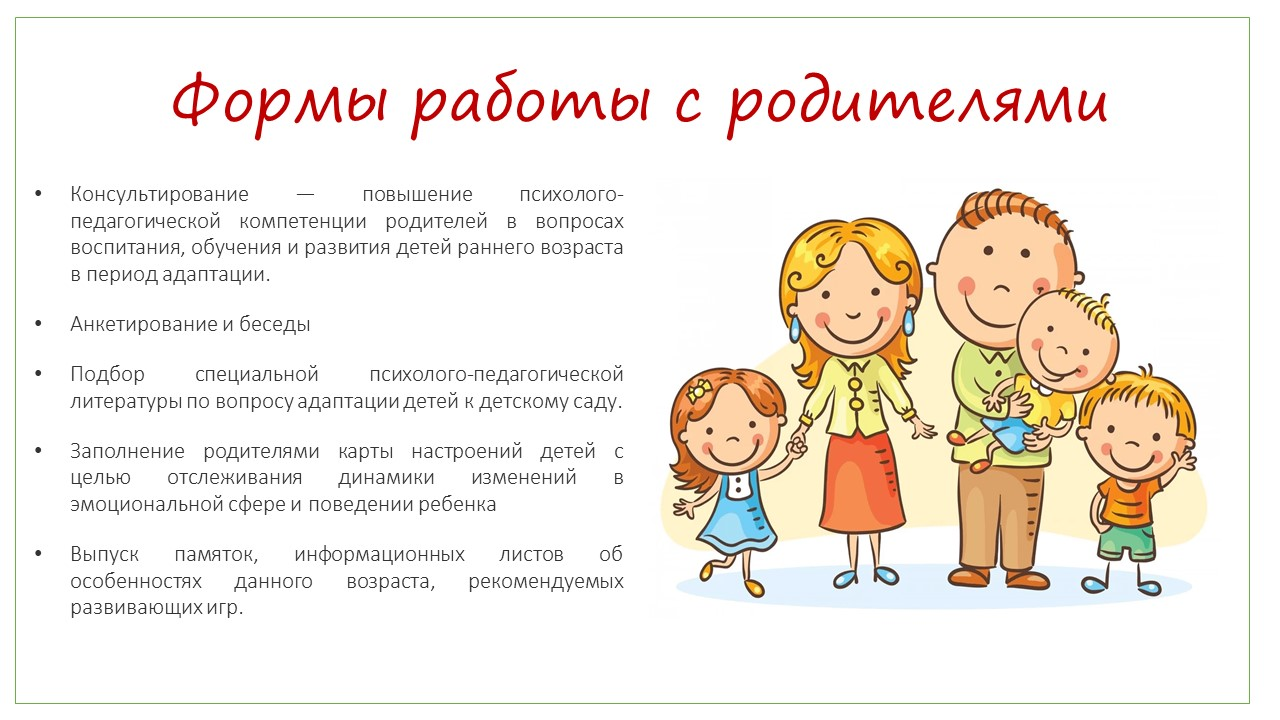 Формы работы с родителями
• Консультирование — повышение психолого-
педагогической компетенции родителей в вопросах
воспитания, обучения и развития детей раннего возраста
в период адаптации.
• Анкетирование и беседы
• Подбор специальной психолого-педагогической
литературы по вопросу адаптации детей к детскому саду.
• Заполнение родителями карты настроений детей с
целью отслеживания динамики изменений в
эмоциональной сфере и поведении ребенка
• Выпуск памяток, информационных листов об
особенностях данного возраста, рекомендуемых
развивающих игр.